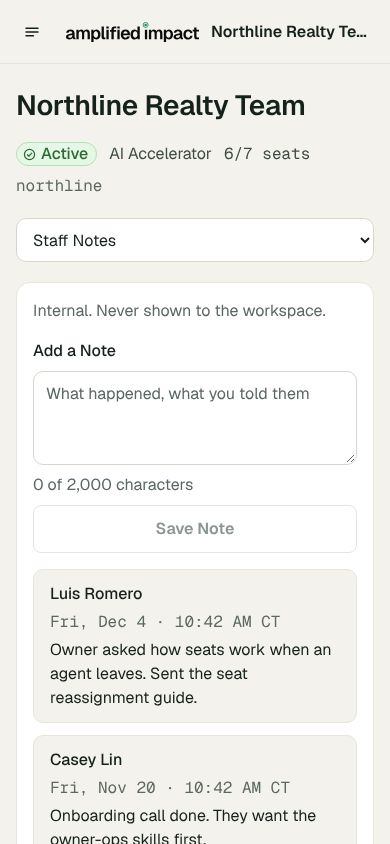 amplified impact Northline Realty Te...
Northline Realty Team
Active AI Accelerator 6/7 seats
northline
Staff Notes
Internal. Never shown to the workspace.
Add a Note
What happened, what you told them
0 of 2,000 characters
Save Note
Luis Romero
Fri, Dec 4 · 10:42 AM CT
Owner asked how seats work when an
agent leaves. Sent the seat
reassignment guide.
Casey Lin
Fri, Nov 20 · 10:42 AM CT
Onboarding call done. They want the
owner-ops skills first.